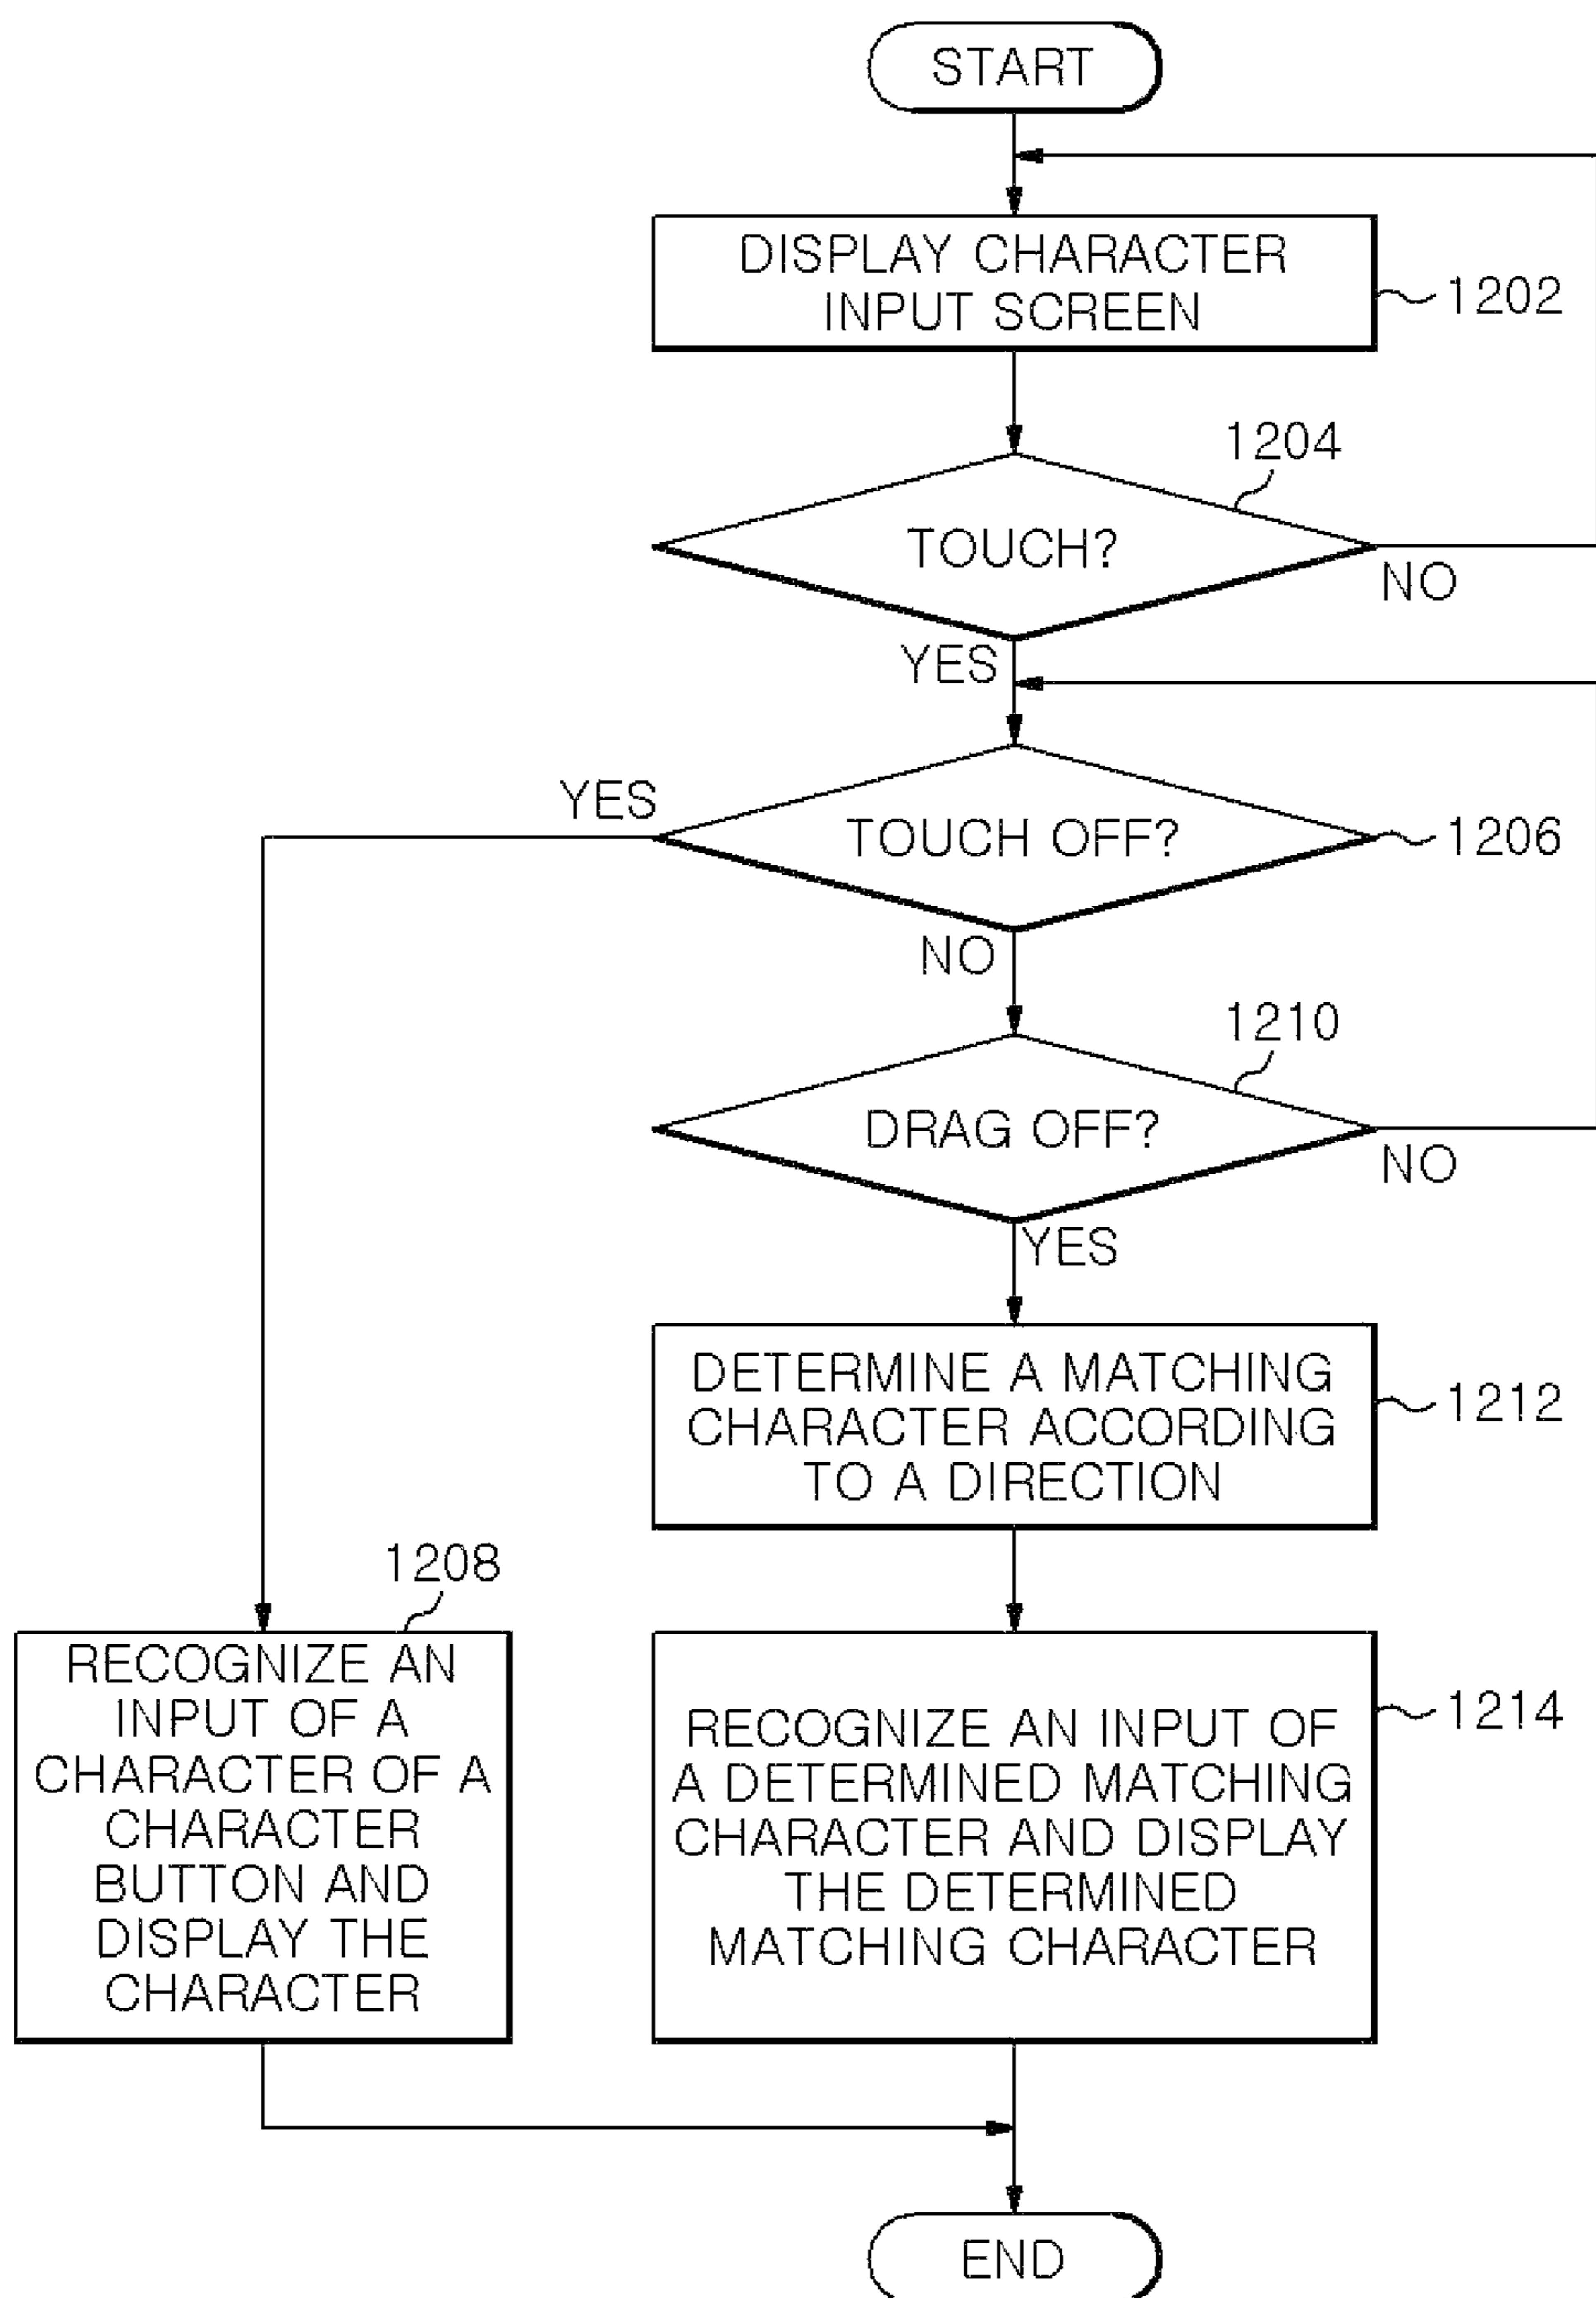 START
DISPLAY CHARACTER
INPUT SCREEN
1202
1204
TOUCH?
NO
YES
YES
TOUCH OFF?
1206
NO
1210
DRAG OFF?
NO
YES
DETERMINE A MATCHING
CHARACTER ACCORDING
TO A DIRECTION
1212
1208
RECOGNIZE AN
INPUT OF A
CHARACTER OF A
CHARACTER
BUTTON AND
DISPLAY THE
CHARACTER
RECOGNIZE AN INPUT OF
A DETERMINED MATCHING
CHARACTER AND DISPLAY
THE DETERMINED
MATCHING CHARACTER
1214
END